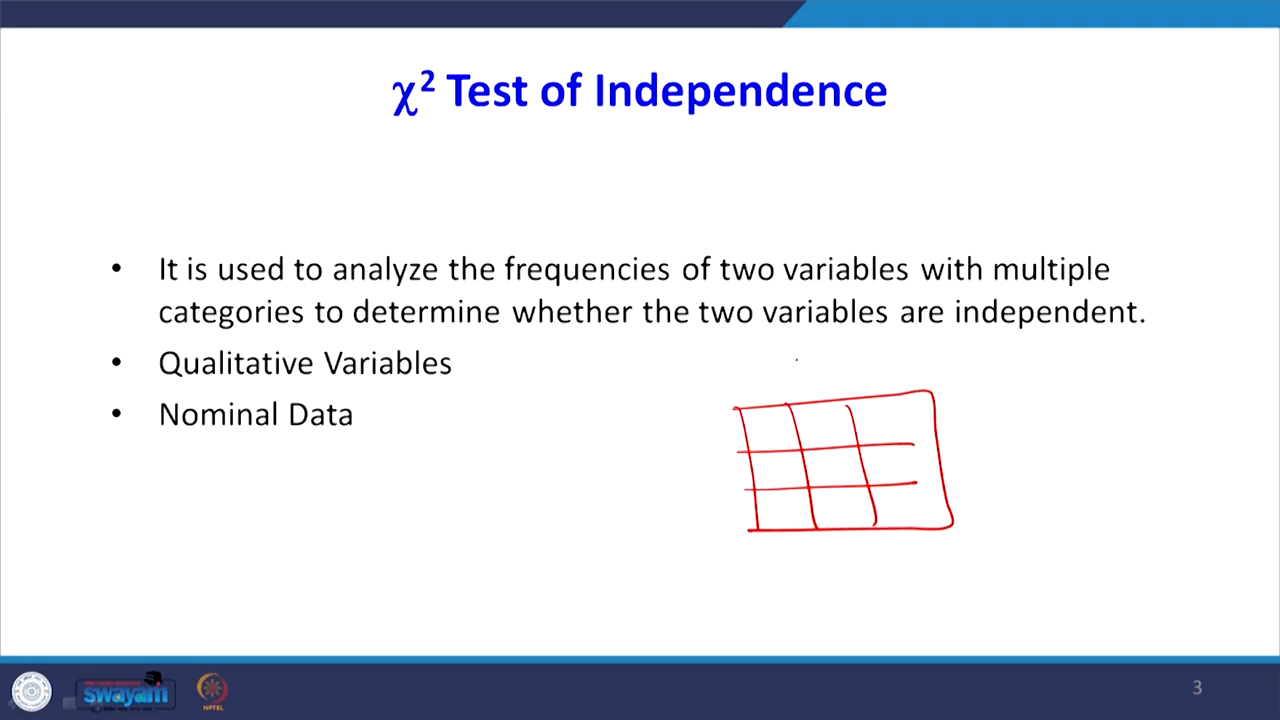 χ² Test of Independence
• It is used to analyze the frequencies of two variables with multiple
categories to determine whether the two variables are independent.
• Qualitative Variables
• Nominal Data
swayam
NPTEL
3